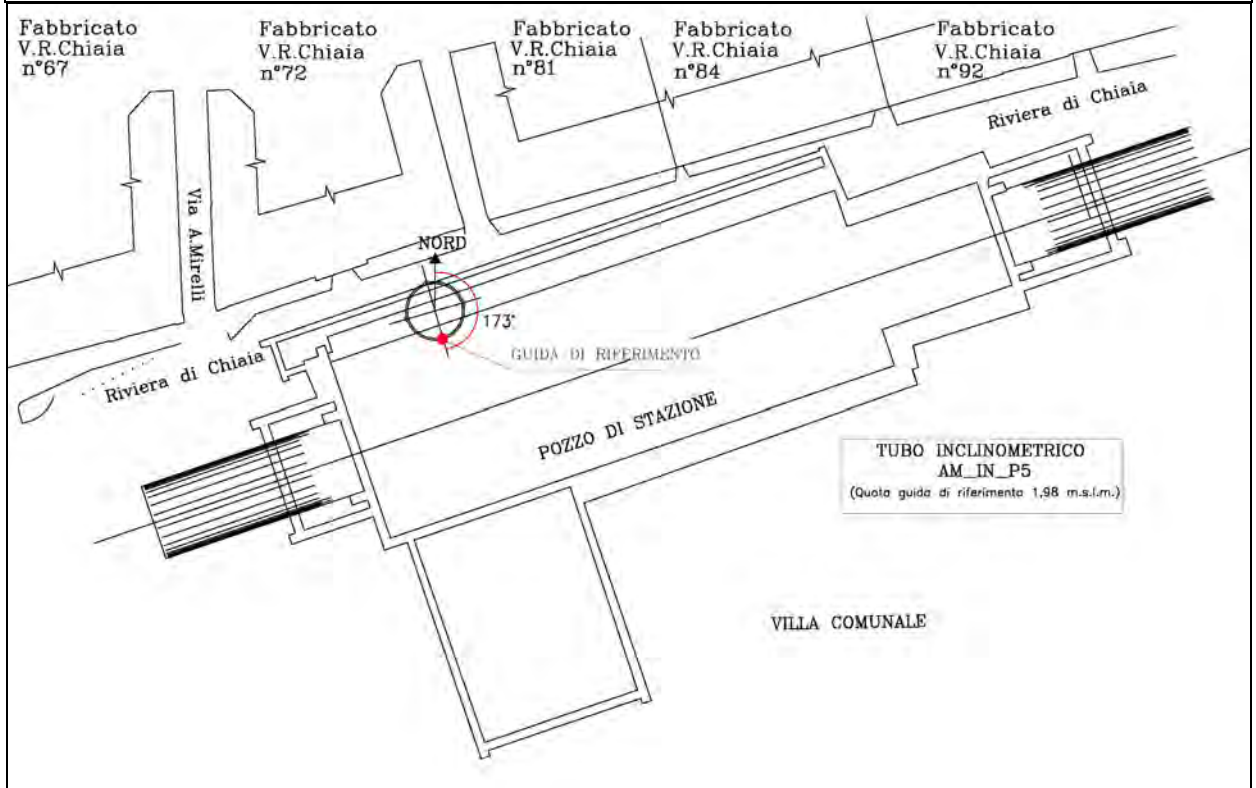 Fabbricato
V.R.Chiaia
n°67
Fabbricato
V.R.Chiaia
n°72
Fabbricato
V.R.Chiaia
n°81
Fabbricato
V.R.Chiaia
n°84
Fabbricato
V.R.Chiaia
n°92
Riviera di Chiaia
Via A.Mirelli
NORD
173°
GUIDA DI RIFERIMENTO
Riviera di Chiaia
POZZO DI STAZIONE
TUBO INCLINOMETRICO
AM_IN_P5
(Quota guida di riferimento 1,98 m.s.l.m.)
VILLA COMUNALE